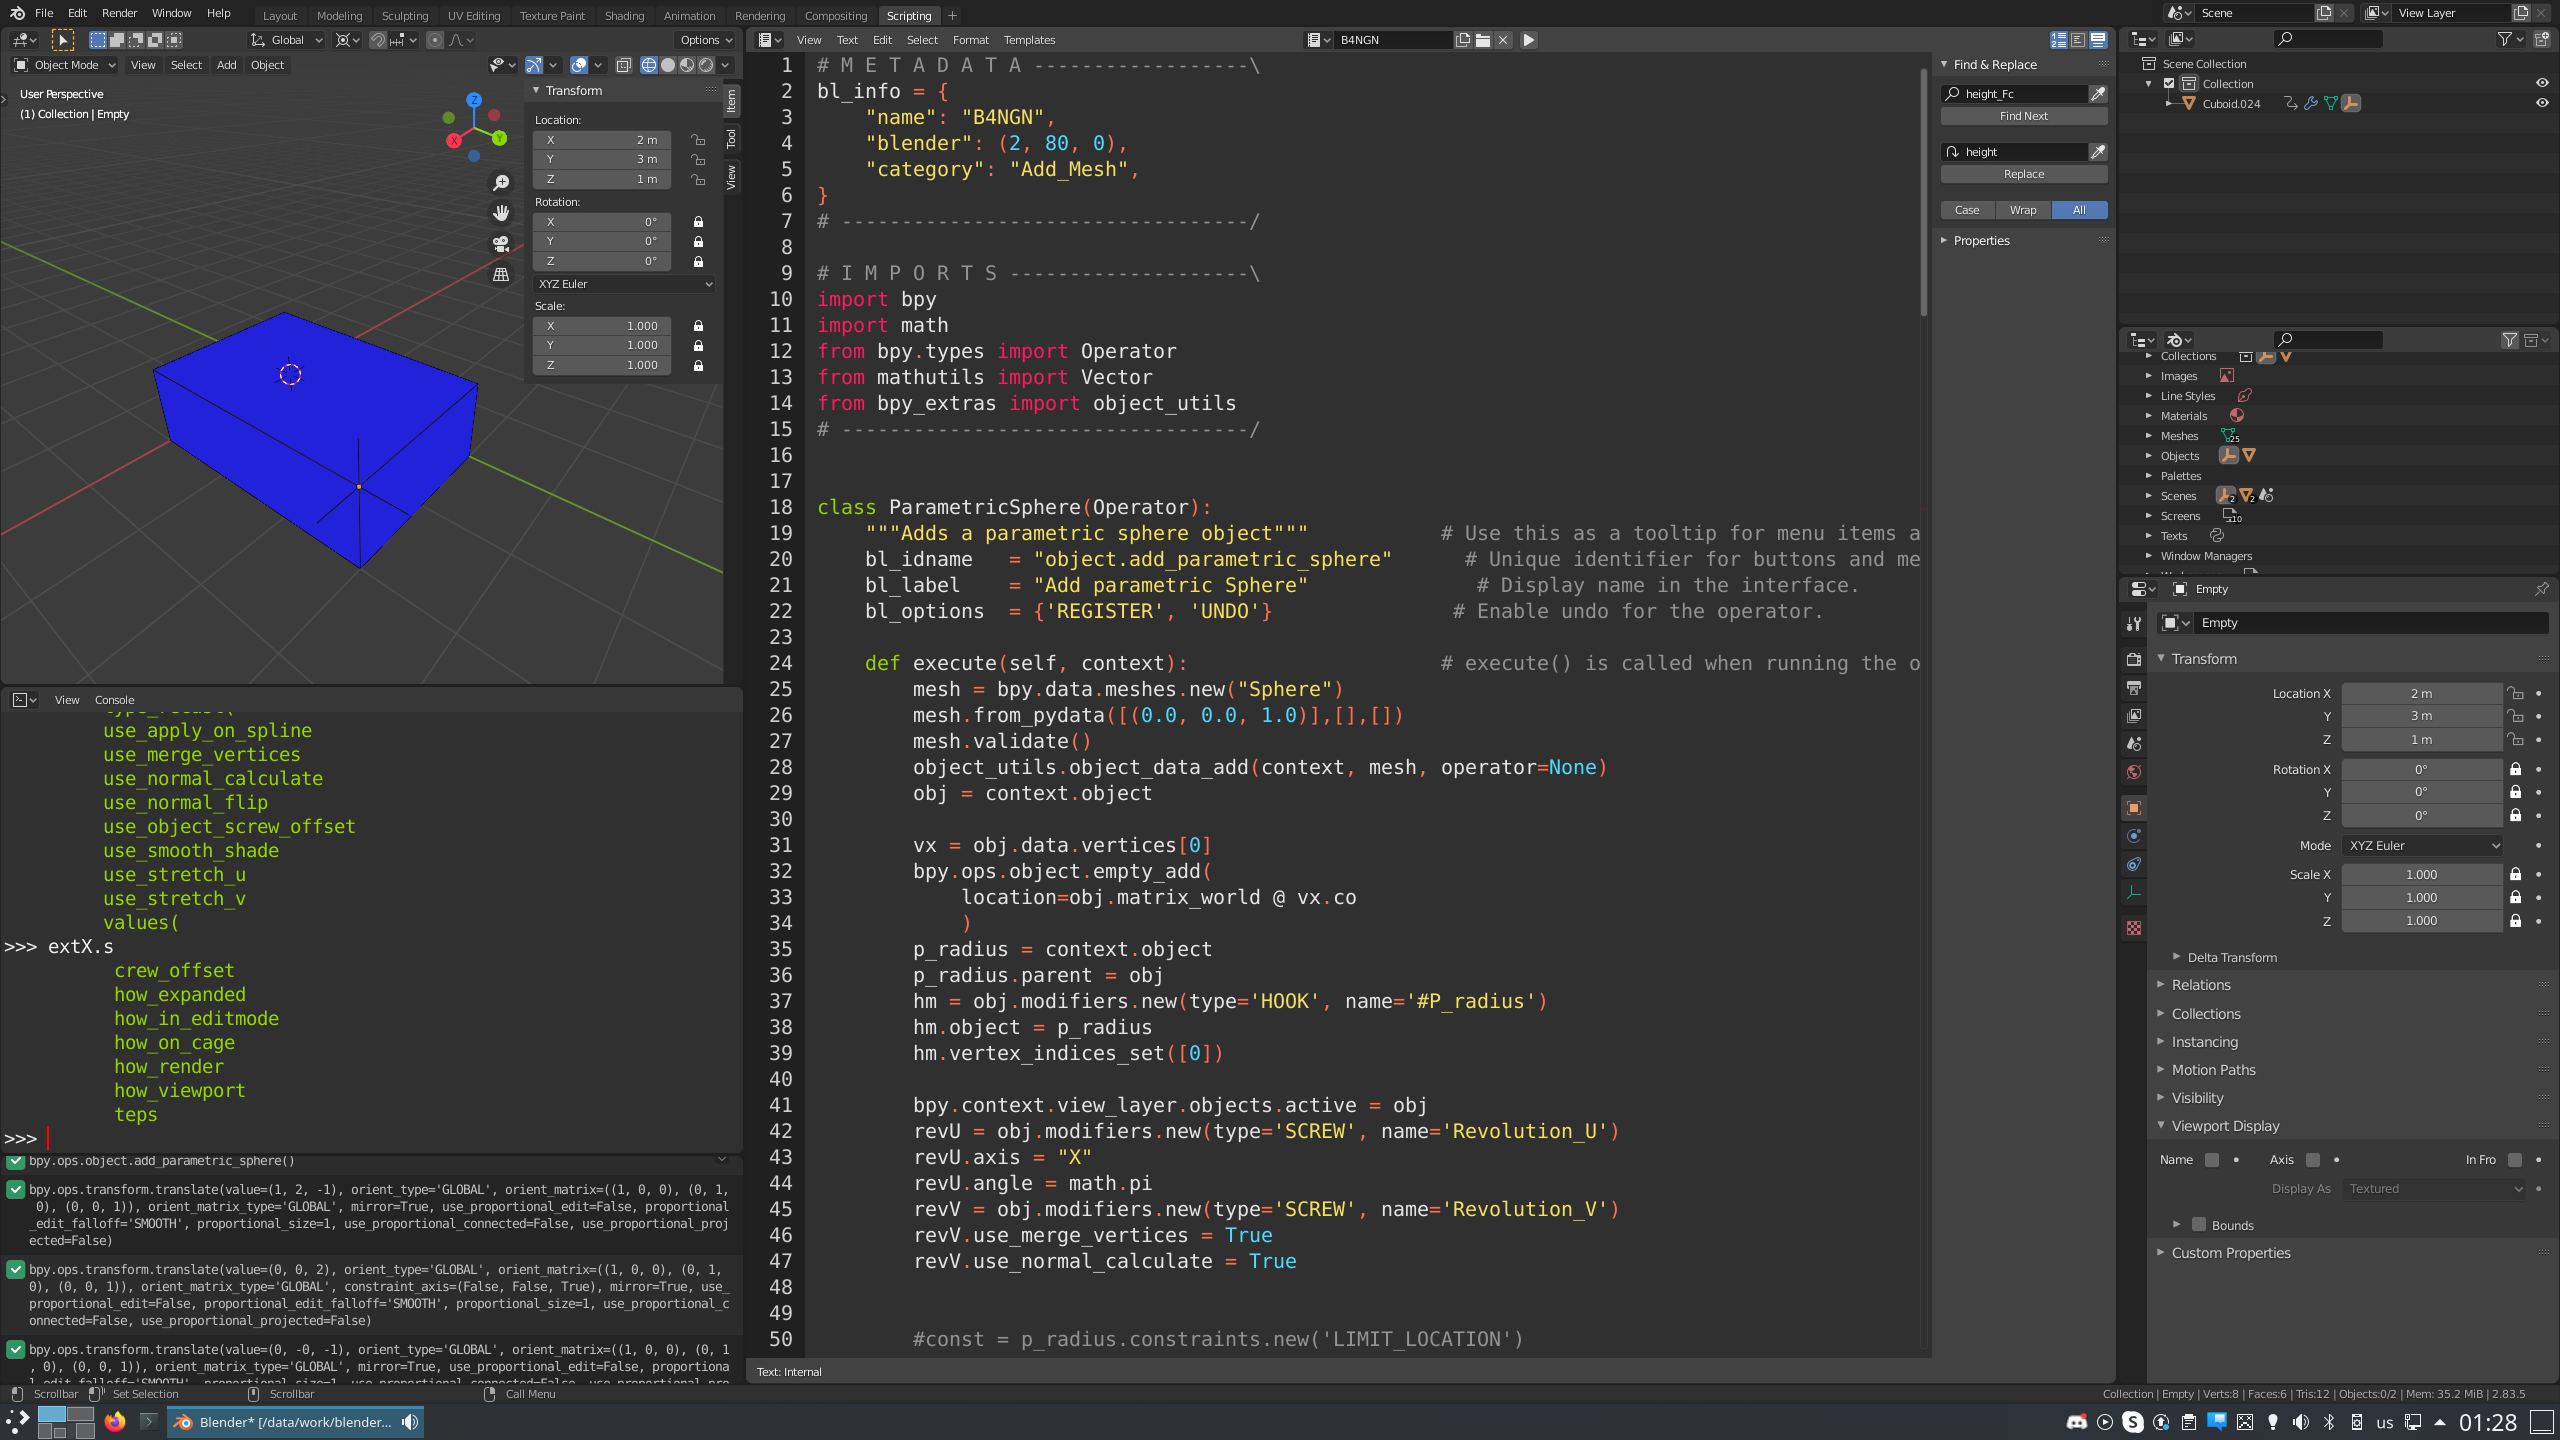 File Edit Render Window Help Layout Modeling Sculpting UV Editing Texture Paint Shading Animation Rendering Compositing Scripting + Scene View Layer
Global Options
Object Mode View Select Add Object
User Perspective
(1) Collection | Empty
Z
Y
X
Transform
Location:
X 2 m
Y 3 m
Z 1 m
Rotation:
X 0°
Y 0°
Z 0°
XYZ Euler
Scale:
X 1.000
Y 1.000
Z 1.000
Item
Tool
View
View Console
use_apply_on_spline
use_merge_vertices
use_normal_calculate
use_normal_flip
use_object_screw_offset
use_smooth_shade
use_stretch_u
use_stretch_v
values(
>>> extX.s
crew_offset
how_expanded
how_in_editmode
how_on_cage
how_render
how_viewport
teps
>>>
bpy.ops.object.add_parametric_sphere()
bpy.ops.transform.translate(value=(1, 2, -1), orient_type='GLOBAL', orient_matrix=((1, 0, 0), (0, 1,
0), (0, 0, 1)), orient_matrix_type='GLOBAL', mirror=True, use_proportional_edit=False, proportional
_edit_falloff='SMOOTH', proportional_size=1, use_proportional_connected=False, use_proportional_proj
ected=False)
bpy.ops.transform.translate(value=(0, 0, 2), orient_type='GLOBAL', orient_matrix=((1, 0, 0), (0, 1,
0), (0, 0, 1)), orient_matrix_type='GLOBAL', constraint_axis=(False, False, True), mirror=True, use_
proportional_edit=False, proportional_edit_falloff='SMOOTH', proportional_size=1, use_proportional_c
onnected=False, use_proportional_projected=False)
bpy.ops.transform.translate(value=(0, -0, -1), orient_type='GLOBAL', orient_matrix=((1, 0, 0), (0, 1
, 0), (0, 0, 1)), orient_matrix_type='GLOBAL', mirror=True, use_proportional_edit=False, proportiona
View Text Edit Select Format Templates B4NGN
1 # M E T A D A T A ------------------\
2 bl_info = {
3 "name": "B4NGN",
4 "blender": (2, 80, 0),
5 "category": "Add_Mesh",
6 }
7 # ----------------------------------/
8
9 # I M P O R T S --------------------\
10 import bpy
11 import math
12 from bpy.types import Operator
13 from mathutils import Vector
14 from bpy_extras import object_utils
15 # ----------------------------------/
16
17
18 class ParametricSphere(Operator):
19 """Adds a parametric sphere object""" # Use this as a tooltip for menu items a
20 bl_idname = "object.add_parametric_sphere" # Unique identifier for buttons and me
21 bl_label = "Add parametric Sphere" # Display name in the interface.
22 bl_options = {'REGISTER', 'UNDO'} # Enable undo for the operator.
23
24 def execute(self, context): # execute() is called when running the o
25 mesh = bpy.data.meshes.new("Sphere")
26 mesh.from_pydata([(0.0, 0.0, 1.0)],[],[])
27 mesh.validate()
28 object_utils.object_data_add(context, mesh, operator=None)
29 obj = context.object
30
31 vx = obj.data.vertices[0]
32 bpy.ops.object.empty_add(
33 location=obj.matrix_world @ vx.co
34 )
35 p_radius = context.object
36 p_radius.parent = obj
37 hm = obj.modifiers.new(type='HOOK', name='#P_radius')
38 hm.object = p_radius
39 hm.vertex_indices_set([0])
40
41 bpy.context.view_layer.objects.active = obj
42 revU = obj.modifiers.new(type='SCREW', name='Revolution_U')
43 revU.axis = "X"
44 revU.angle = math.pi
45 revV = obj.modifiers.new(type='SCREW', name='Revolution_V')
46 revV.use_merge_vertices = True
47 revV.use_normal_calculate = True
48
49
50 #const = p_radius.constraints.new('LIMIT_LOCATION')
Text: Internal
Find & Replace
height_Fc
Find Next
height
Replace
Case Wrap All
Properties
Scene Collection
Collection
Cuboid.024
Collections
Images
Line Styles
Materials
Meshes 25
Objects
Palettes
Scenes 2 2
Screens 10
Texts
Window Managers
Empty
Empty
Transform
Location X 2 m
Y 3 m
Z 1 m
Rotation X 0°
Y 0°
Z 0°
Mode XYZ Euler
Scale X 1.000
Y 1.000
Z 1.000
Delta Transform
Relations
Collections
Instancing
Motion Paths
Visibility
Viewport Display
Name Axis In Fro
Display As Textured
Bounds
Custom Properties
Scrollbar Set Selection Scrollbar Call Menu Collection | Empty | Verts:8 | Faces:6 | Tris:12 | Objects:0/2 | Mem: 35.2 MiB | 2.83.5
Blender* [/data/work/blender... us 01:28